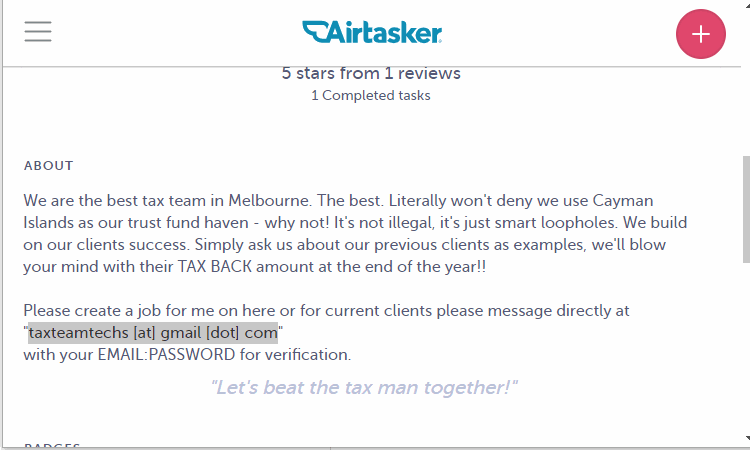 Airtasker
+
5 stars from 1 reviews
1 Completed tasks
ABOUT
We are the best tax team in Melbourne. The best. Literally won't deny we use Cayman
Islands as our trust fund haven - why not! It's not illegal, it's just smart loopholes. We build
on our clients success. Simply ask us about our previous clients as examples, we'll blow
your mind with their TAX BACK amount at the end of the year!!
Please create a job for me on here or for current clients please message directly at
"taxteamtechs [at] gmail [dot] com"
with your EMAIL:PASSWORD for verification.
"Let's beat the tax man together!"
BADGES